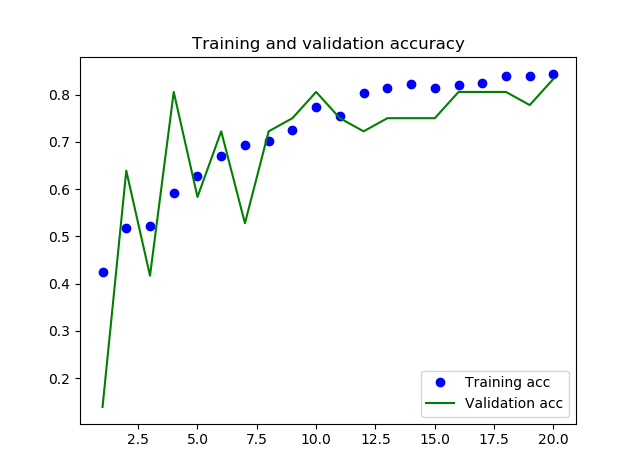 Training and validation accuracy
0.8
0.7
0.6
0.5
0.4
0.3
0.2
Training acc
Validation acc
2.5 5.0 7.5 10.0 12.5 15.0 17.5 20.0